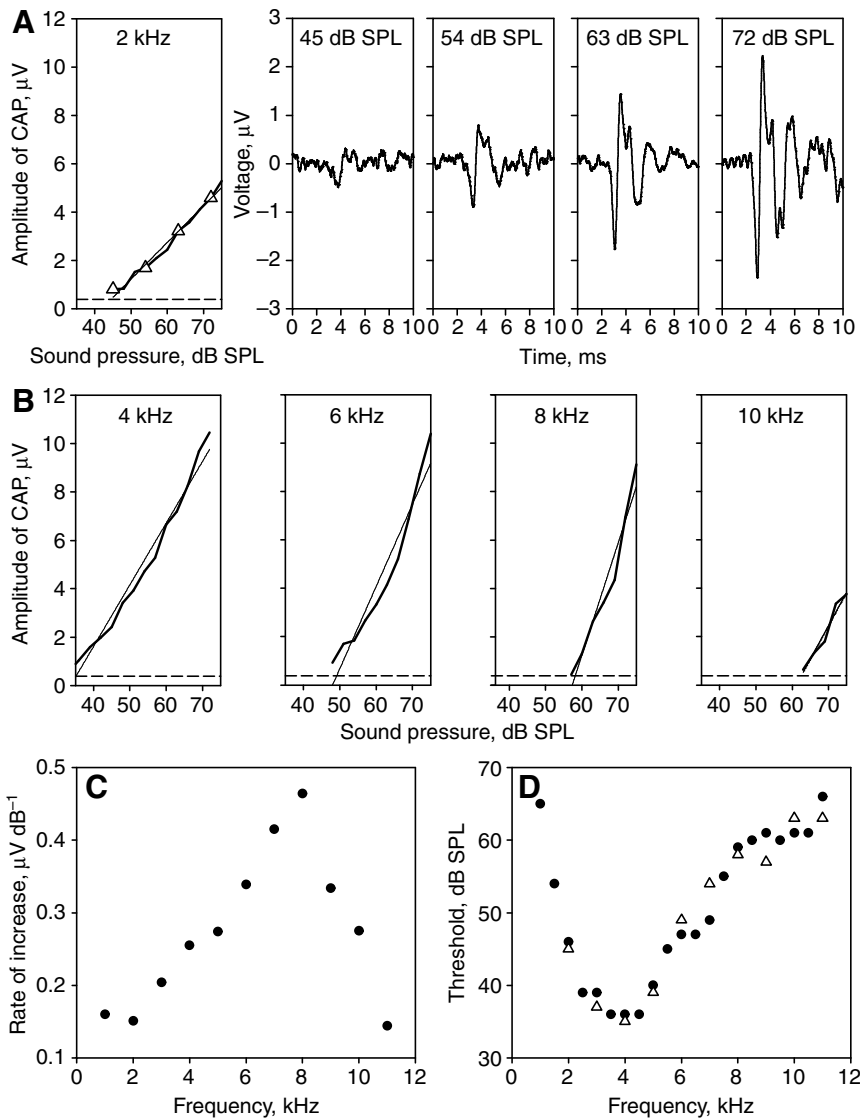 A
2 kHz
45 dB SPL
54 dB SPL
63 dB SPL
72 dB SPL
Amplitude of CAP, μV
12
10
8
6
4
2
0
40 50 60 70
Sound pressure, dB SPL
Voltage, μV
3
2
1
0
–1
–2
–3
0 2 4 6 8 10
0 2 4 6 8 10
0 2 4 6 8 10
0 2 4 6 8 10
Time, ms
B
4 kHz
6 kHz
8 kHz
10 kHz
Amplitude of CAP, μV
12
10
8
6
4
2
0
40 50 60 70
40 50 60 70
40 50 60 70
40 50 60 70
Sound pressure, dB SPL
C
Rate of increase, μV dB⁻¹
0.5
0.4
0.3
0.2
0.1
0 2 4 6 8 10 12
Frequency, kHz
D
Threshold, dB SPL
70
60
50
40
30
0 2 4 6 8 10 12
Frequency, kHz